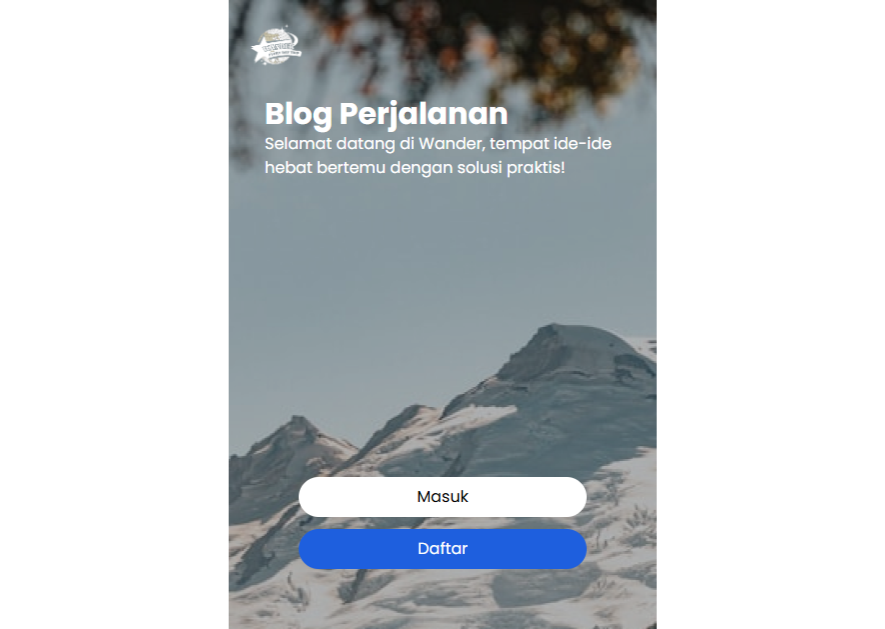 Blog Perjalanan
Selamat datang di Wander, tempat ide-ide
hebat bertemu dengan solusi praktis!
Masuk
Daftar